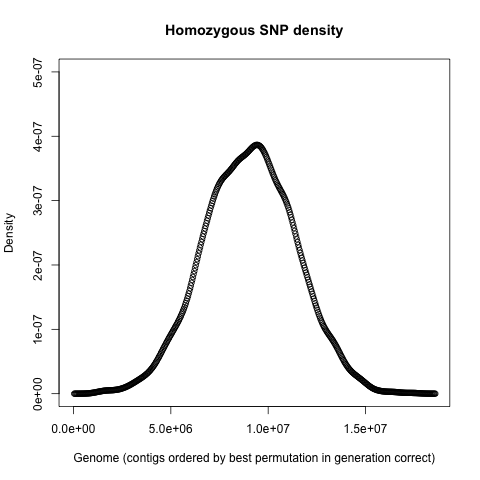 Homozygous SNP density
5e-07
4e-07
3e-07
2e-07
1e-07
0e+00
Density
0.0e+00 5.0e+06 1.0e+07 1.5e+07
Genome (contigs ordered by best permutation in generation correct)